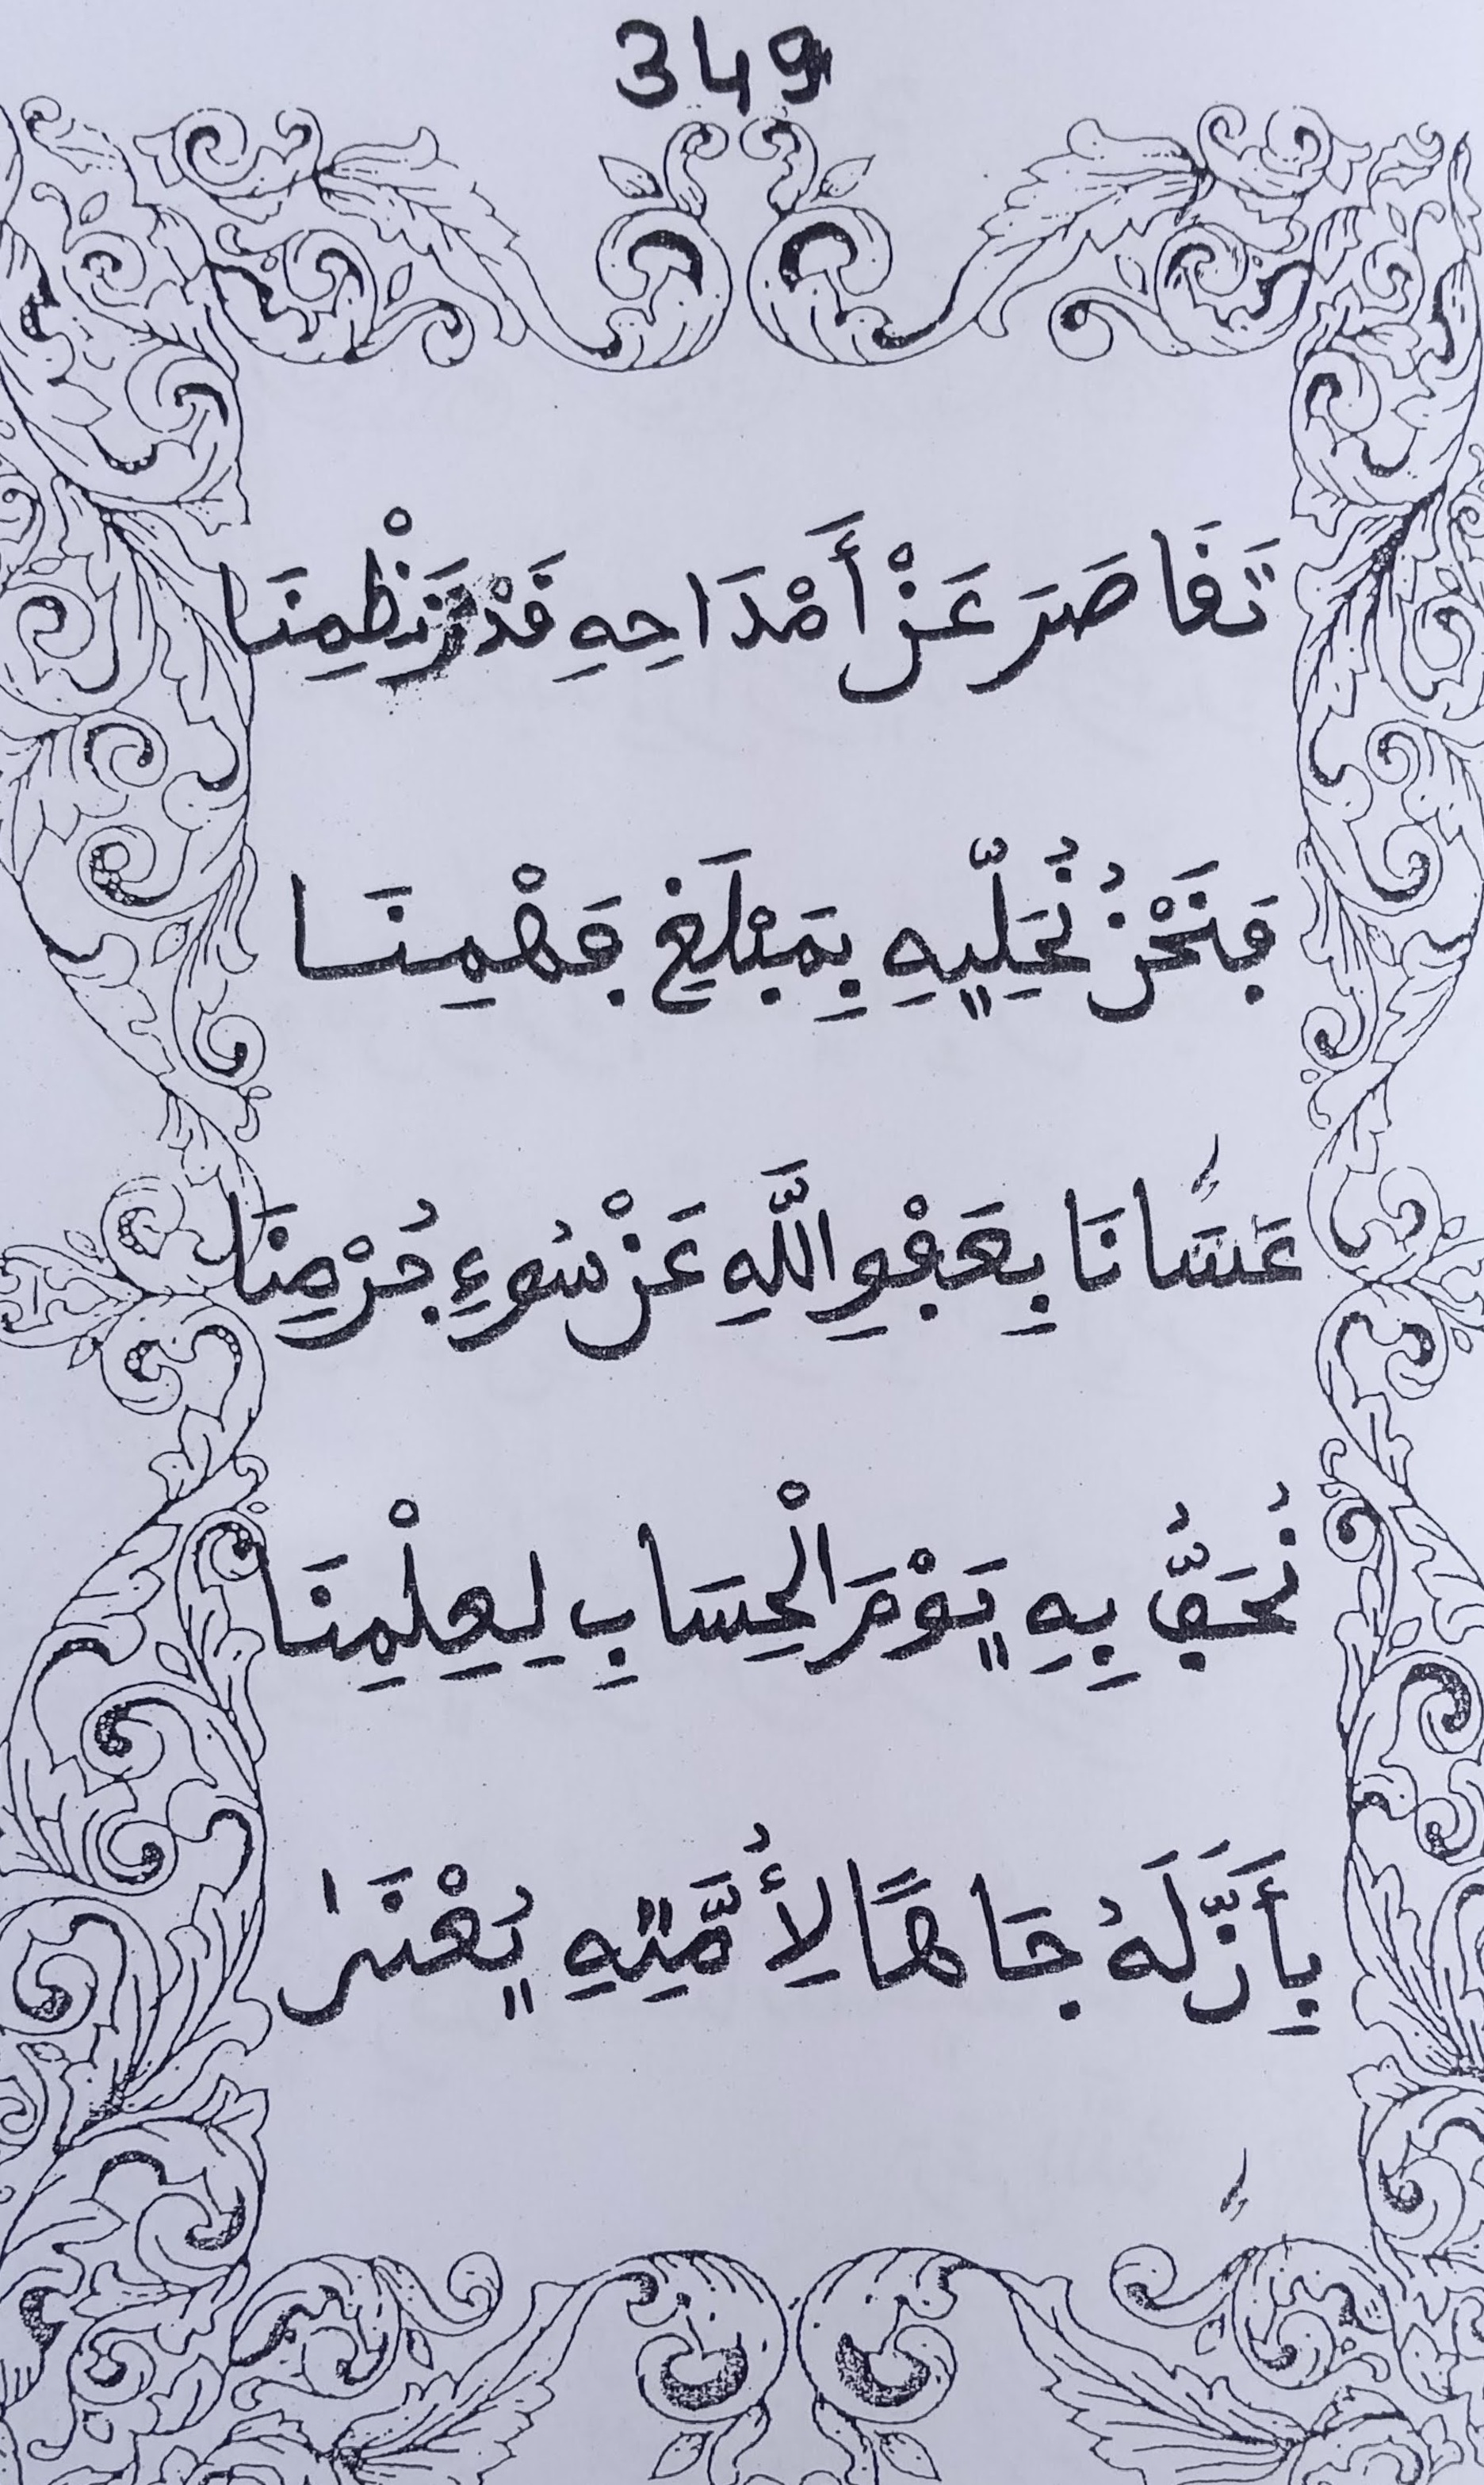 349
تَقَاصَرَ عَنْ أَمْدَاحِهِ قَدْرُ نَظْمِنَا
فَنَحْنُ نُحَلِّيهِ بِمَبْلَغِ فَهْمِنَا
عَسَانَا بِعَفْوِ اللَّهِ عَنْ سُوءِ جُرْمِنَا
نُحَفُّ بِهِ يَوْمَ الْحِسَابِ لِعِلْمِنَا
بِأَنَّ لَهُ جَاهًا لِأُمَّتِهِ يُعْنَى